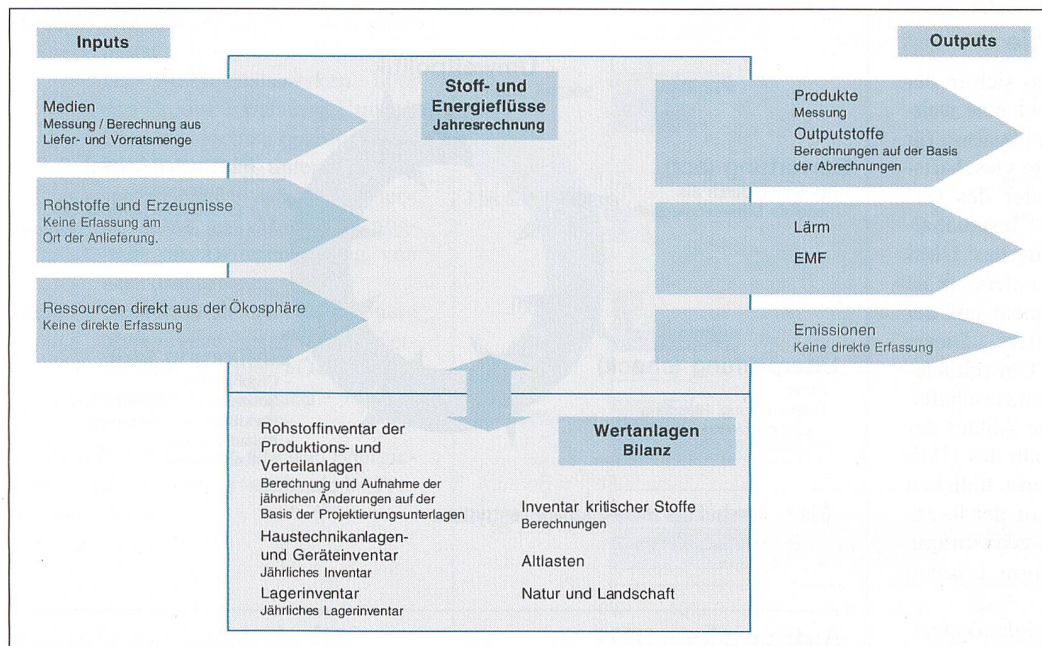 Inputs
Medien
Messung / Berechnung aus
Liefer- und Vorratsmenge
Rohstoffe und Erzeugnisse
Keine Erfassung am
Ort der Anlieferung.
Ressourcen direkt aus der Ökosphäre
Keine direkte Erfassung
Stoff- und
Energieflüsse
Jahresrechnung
Outputs
Produkte
Messung
Outputstoffe
Berechnungen auf der Basis
der Abrechnungen
Lärm
EMF
Emissionen
Keine direkte Erfassung
Rohstoffinventar der
Produktions- und
Verteilanlagen
Berechnung und Aufnahme der
jährlichen Änderungen auf der
Basis der Projektierungsunterlagen
Haustechnikanlagen-
und Geräteinventar
Jährliches Inventar
Lagerinventar
Jährliches Lagerinventar
Wertanlagen
Bilanz
Inventar kritischer Stoffe
Berechnungen
Altlasten
Natur und Landschaft